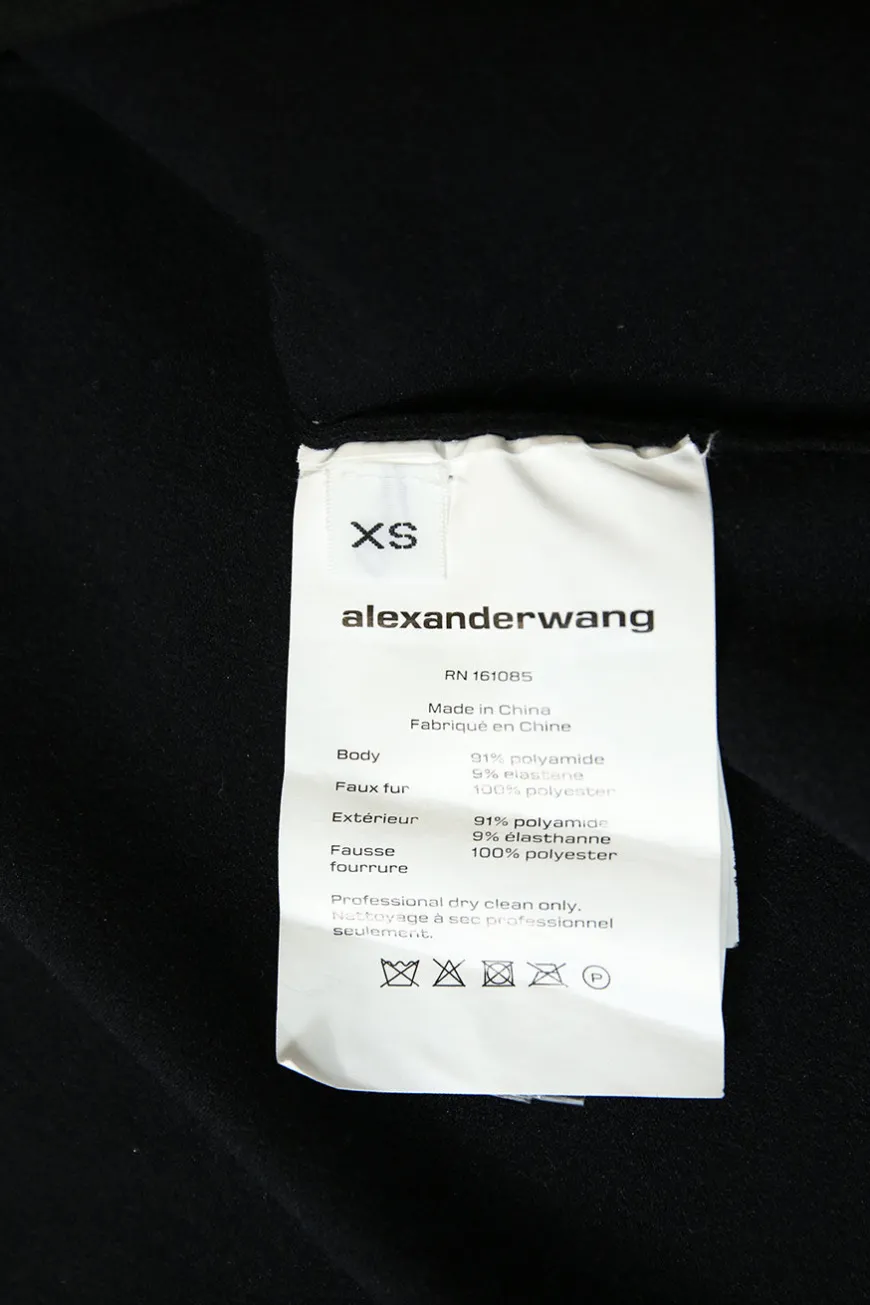 XS
alexanderwang
RN 161085
Made in China
Fabriqué en Chine
Body 91% polyamide
9% elastane
Faux fur 100% polyester
Extérieur 91% polyamide
9% élasthanne
Fausse 100% polyester
fourrure
Professional dry clean only.
Nettoyage à sec professionnel
seulement.
P